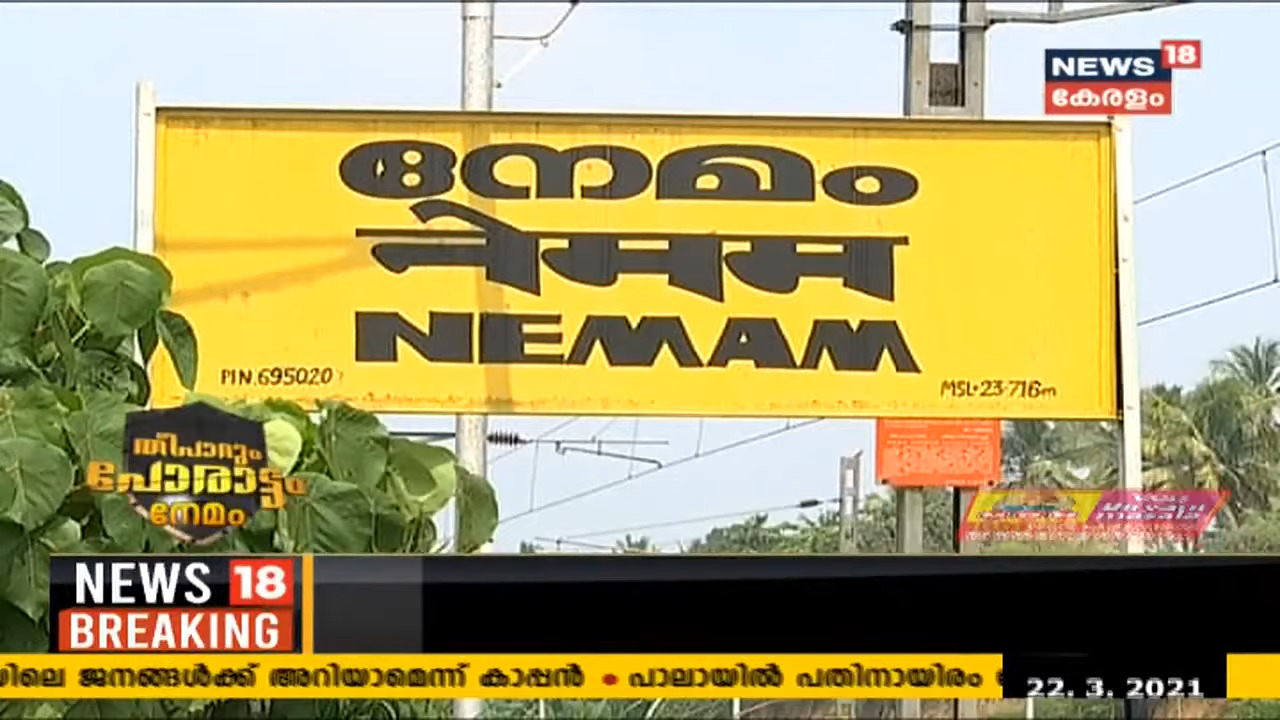 NEWS 18
കേരളം
നേമം
नेमम
NEMAM
PIN.695020
MSL·23·716m
തീപാറും
പോരാട്ടം
നേമം
NEWS 18
BREAKING
യിലെ ജനങ്ങൾക്ക് അറിയാമെന്ന് കാപ്പൻ • പാലായിൽ പതിനായിരം
22. 3. 2021